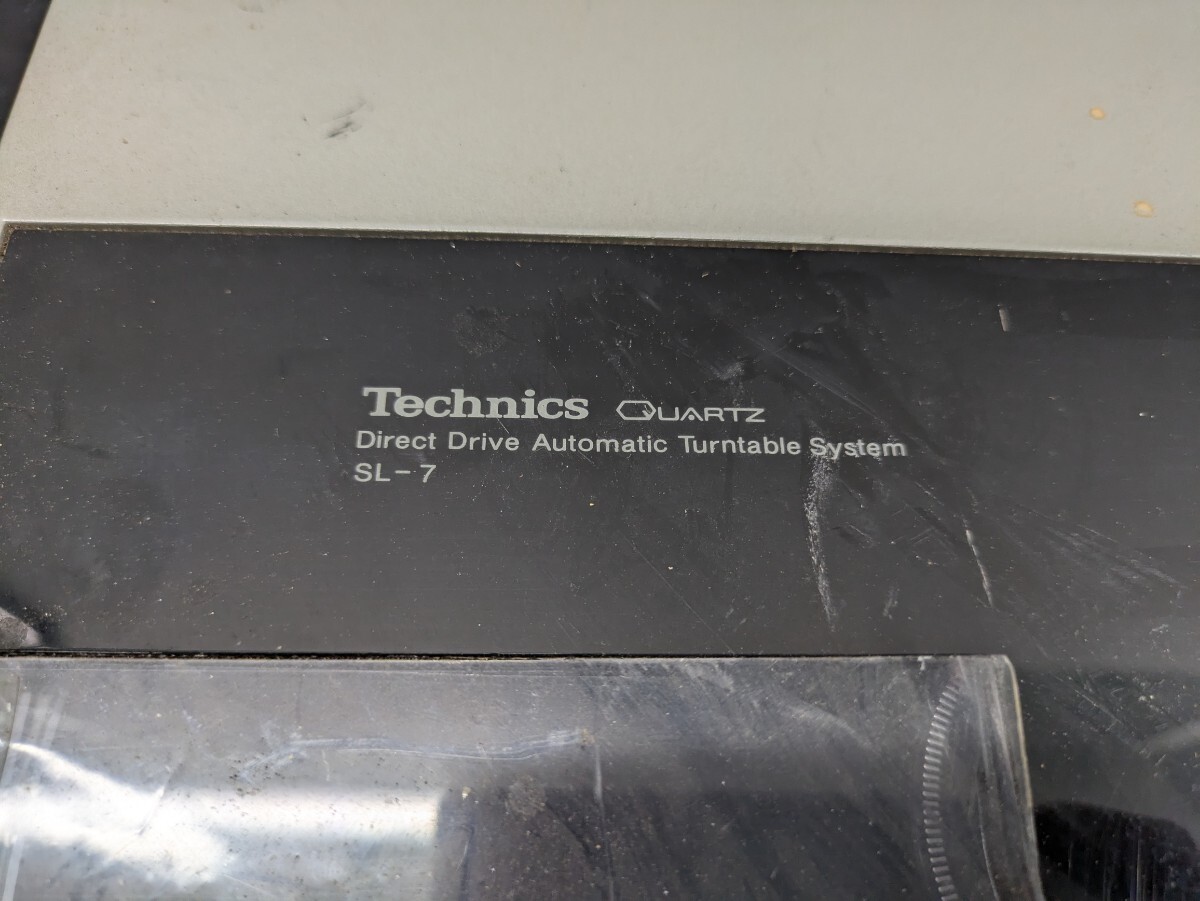 Technics QUARTZ
Direct Drive Automatic Turntable System
SL-7